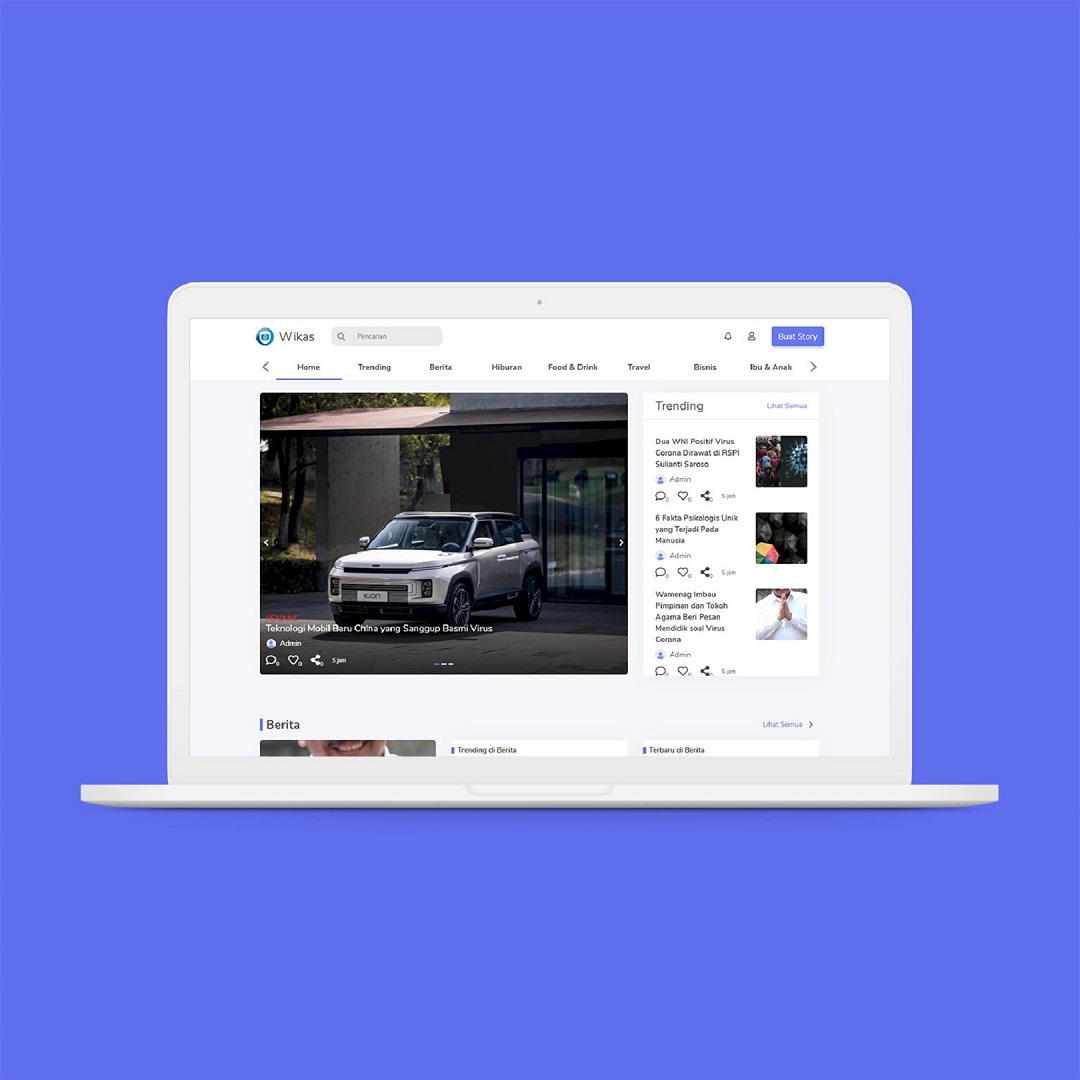 Wikas
Pencarian
Buat Story
Home
Trending
Berita
Hiburan
Food & Drink
Travel
Bisnis
Ibu & Anak
Teknologi Mobil Baru China yang Sanggup Basmi Virus
Admin
0
0
0
5 jam
iCON
Trending
Lihat Semua
Dua WNI Positif Virus
Corona Dirawat di RSPI
Sulianti Saroso
Admin
0
0
0
5 jam
6 Fakta Psikologis Unik
yang Terjadi Pada
Manusia
Admin
0
0
0
5 jam
Wamenag Imbau
Pimpinan dan Tokoh
Agama Beri Pesan
Mendidik soal Virus
Corona
Admin
0
0
0
5 jam
Berita
Lihat Semua
Trending di Berita
Terbaru di Berita